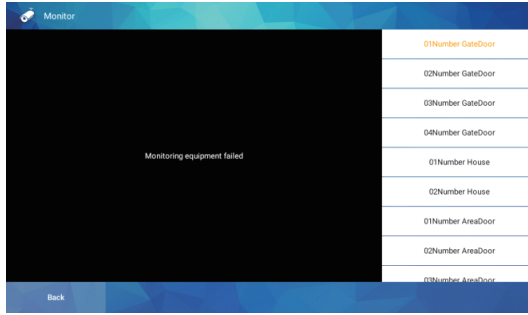 Monitor
Monitoring equipment failed
01Number GateDoor
02Number GateDoor
03Number GateDoor
04Number GateDoor
01Number House
02Number House
01Number AreaDoor
02Number AreaDoor
03Number AreaDoor
Back